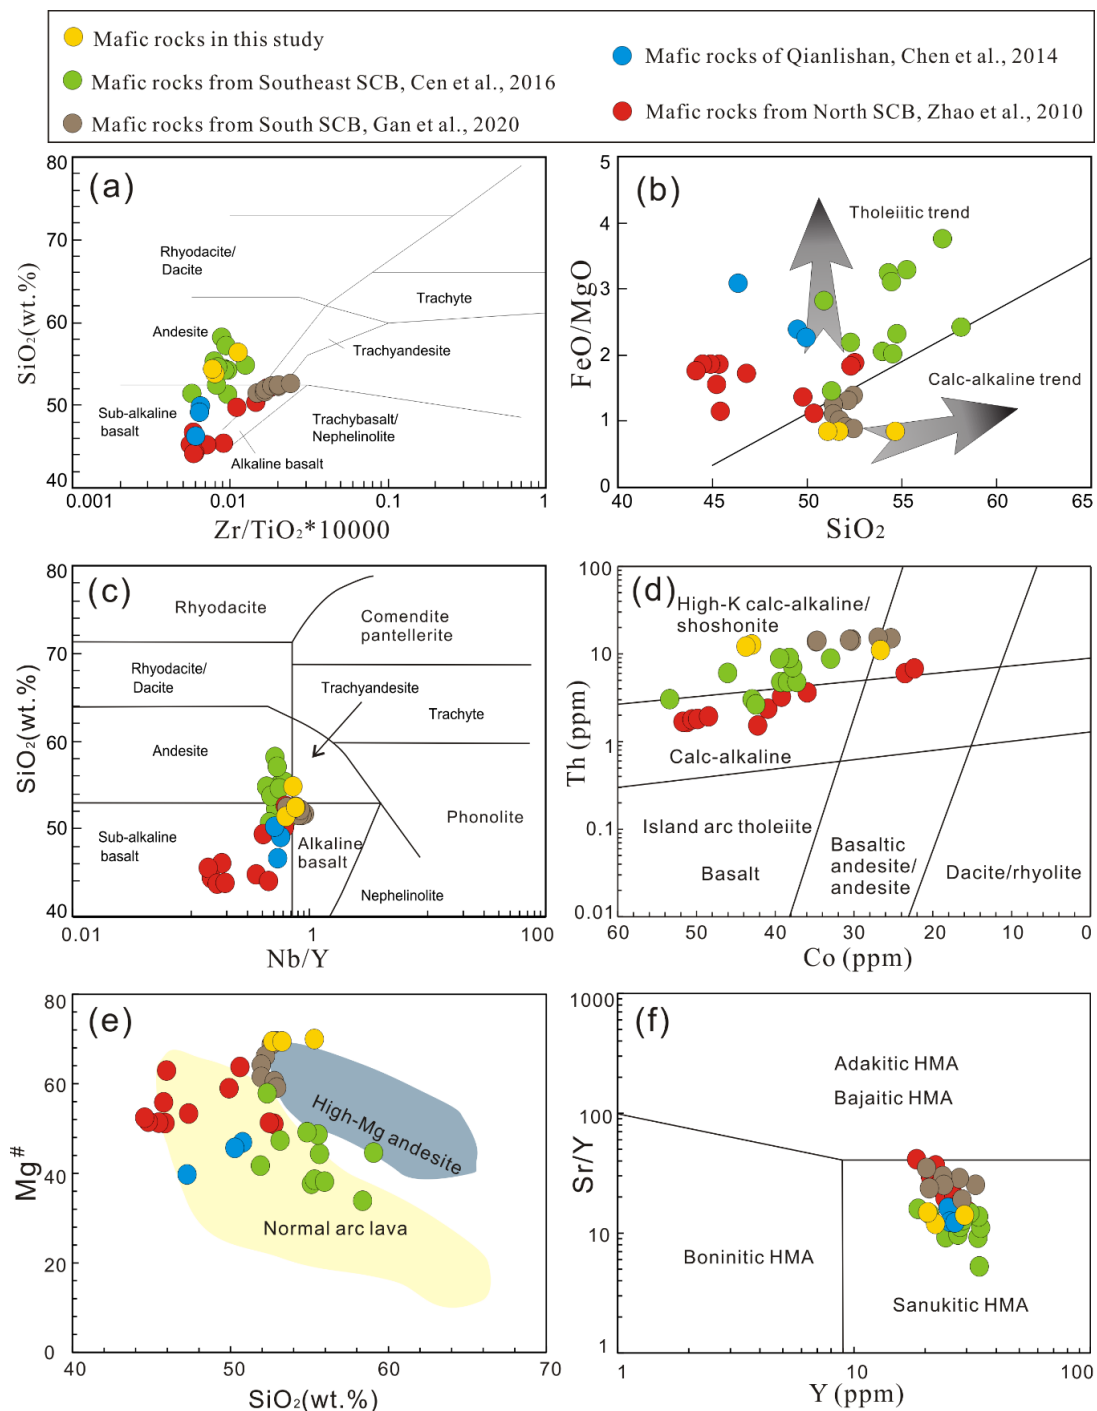 Mafic rocks in this study
Mafic rocks from Southeast SCB, Cen et al., 2016
Mafic rocks from South SCB, Gan et al., 2020
Mafic rocks of Qianlishan, Chen et al., 2014
Mafic rocks from North SCB, Zhao et al., 2010
(a)
80
70
60
50
40
SiO₂(wt.%)
Rhyodacite/
Dacite
Trachyte
Andesite
Trachyandesite
Sub-alkaline
basalt
Trachybasalt/
Nephelinolite
Alkaline basalt
0.001
0.01
0.1
1
Zr/TiO₂*10000
(b)
5
4
3
2
1
0
FeO/MgO
Tholeiitic trend
Calc-alkaline trend
40
45
50
55
60
65
SiO₂
(c)
80
70
60
50
40
SiO₂(wt.%)
Rhyodacite
Comendite
pantellerite
Rhyodacite/
Dacite
Trachyandesite
Trachyte
Andesite
Phonolite
Sub-alkaline
basalt
Alkaline
basalt
Nephelinolite
0.01
0.1
1
10
100
Nb/Y
(d)
100
10
1
0.1
0.01
Th (ppm)
High-K calc-alkaline/
shoshonite
Calc-alkaline
Island arc tholeiite
Basalt
Basaltic
andesite/
andesite
Dacite/rhyolite
60
50
40
30
20
10
0
Co (ppm)
(e)
80
60
40
20
0
Mg#
High-Mg andesite
Normal arc lava
40
50
60
70
SiO₂(wt.%)
(f)
1000
100
10
1
Sr/Y
Adakitic HMA
Bajaitic HMA
Boninitic HMA
Sanukitic HMA
1
10
100
Y (ppm)